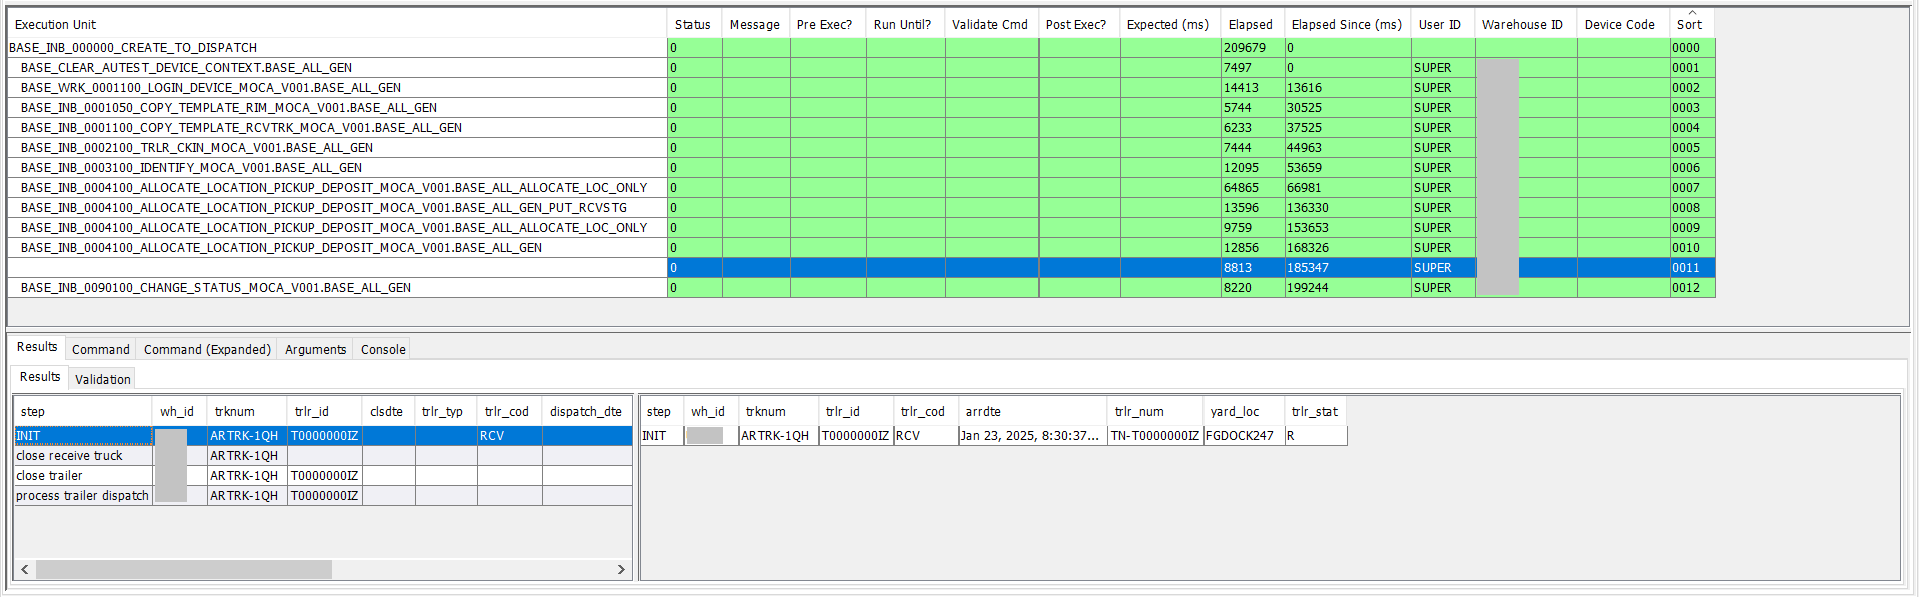 Execution Unit Status Message Pre Exec? Run Until? Validate Cmd Post Exec? Expected (ms) Elapsed Elapsed Since (ms) User ID Warehouse ID Device Code Sort
BASE_INB_000000_CREATE_TO_DISPATCH 0 209679 0 0000
BASE_CLEAR_AUTEST_DEVICE_CONTEXT.BASE_ALL_GEN 0 7497 0 SUPER 0001
BASE_WRK_0001100_LOGIN_DEVICE_MOCA_V001.BASE_ALL_GEN 0 14413 13616 SUPER 0002
BASE_INB_0001050_COPY_TEMPLATE_RIM_MOCA_V001.BASE_ALL_GEN 0 5744 30525 SUPER 0003
BASE_INB_0001100_COPY_TEMPLATE_RCVTRK_MOCA_V001.BASE_ALL_GEN 0 6233 37525 SUPER 0004
BASE_INB_0002100_TRLR_CKIN_MOCA_V001.BASE_ALL_GEN 0 7444 44963 SUPER 0005
BASE_INB_0003100_IDENTIFY_MOCA_V001.BASE_ALL_GEN 0 12095 53659 SUPER 0006
BASE_INB_0004100_ALLOCATE_LOCATION_PICKUP_DEPOSIT_MOCA_V001.BASE_ALL_ALLOCATE_LOC_ONLY 0 64865 66981 SUPER 0007
BASE_INB_0004100_ALLOCATE_LOCATION_PICKUP_DEPOSIT_MOCA_V001.BASE_ALL_GEN_PUT_RCVSTG 0 13596 136330 SUPER 0008
BASE_INB_0004100_ALLOCATE_LOCATION_PICKUP_DEPOSIT_MOCA_V001.BASE_ALL_ALLOCATE_LOC_ONLY 0 9759 153653 SUPER 0009
BASE_INB_0004100_ALLOCATE_LOCATION_PICKUP_DEPOSIT_MOCA_V001.BASE_ALL_GEN 0 12856 168326 SUPER 0010
0 8813 185347 SUPER 0011
BASE_INB_0090100_CHANGE_STATUS_MOCA_V001.BASE_ALL_GEN 0 8220 199244 SUPER 0012
Results Command Command (Expanded) Arguments Console
Results Validation
step wh_id trknum trlr_id clsdte trlr_typ trlr_cod dispatch_dte
INIT ARTRK-1QH T0000000IZ RCV
close receive truck ARTRK-1QH
close trailer ARTRK-1QH T0000000IZ
process trailer dispatch ARTRK-1QH T0000000IZ
step wh_id trknum trlr_id trlr_cod arrdte trlr_num yard_loc trlr_stat
INIT ARTRK-1QH T0000000IZ RCV Jan 23, 2025, 8:30:37... TN-T0000000IZ FGDOCK247 R